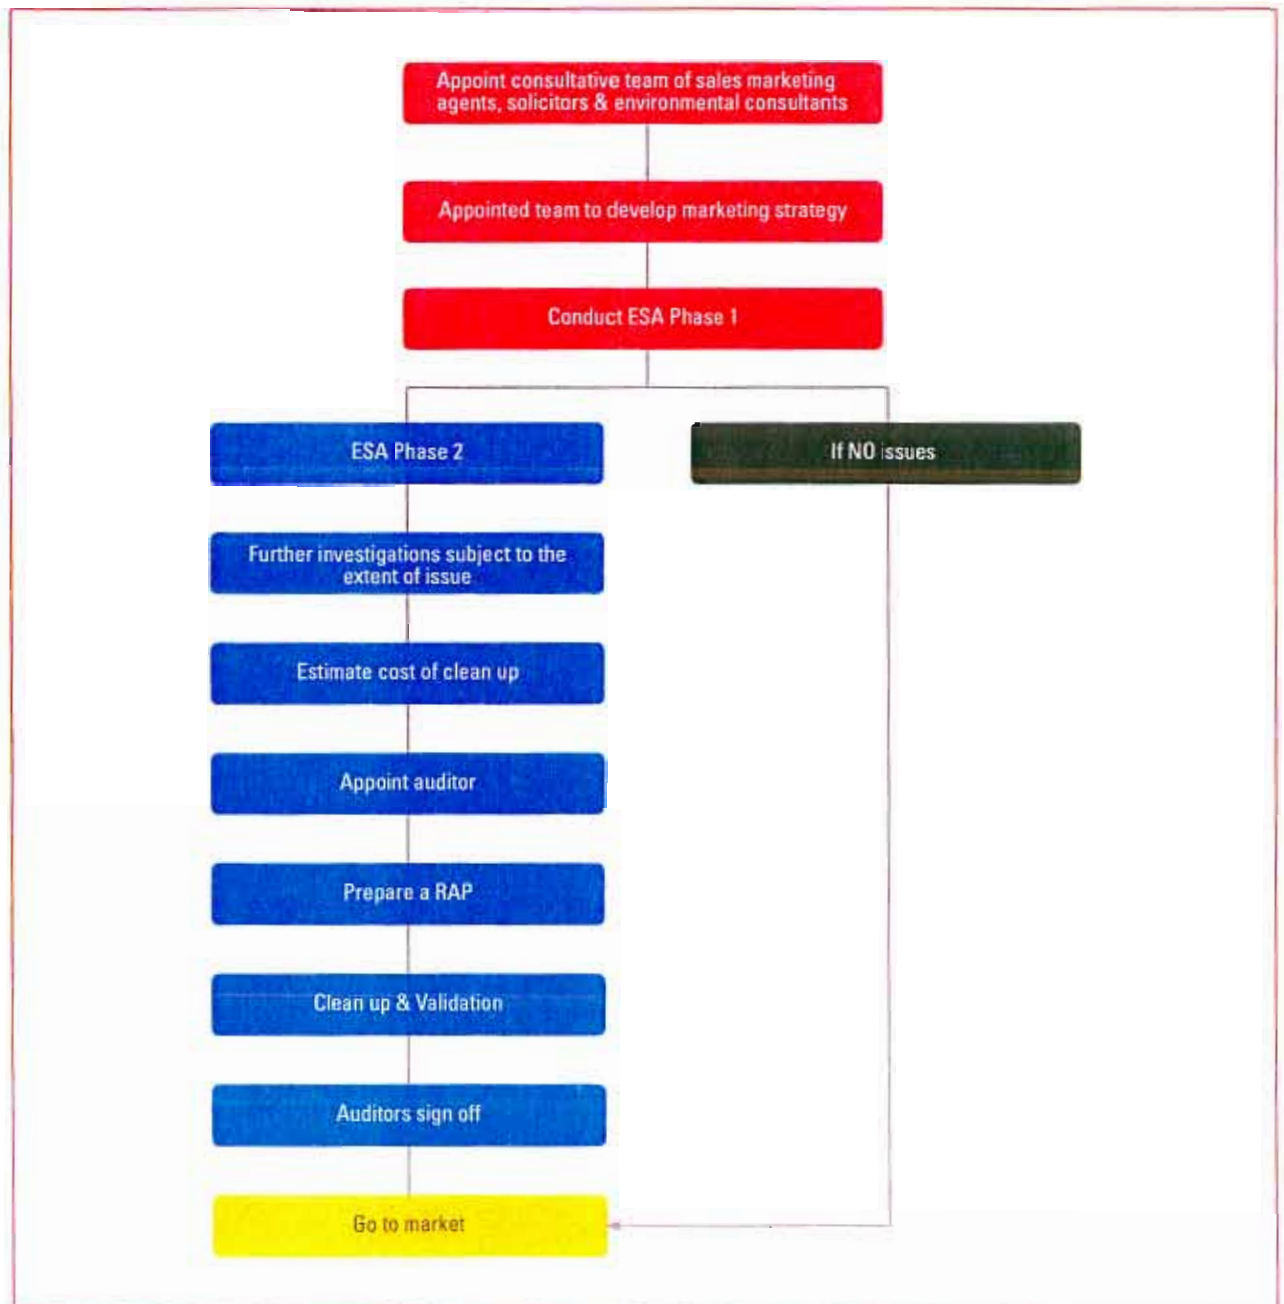 Appoint consultative team of sales marketing
agents, solicitors & environmental consultants
Appointed team to develop marketing strategy
Conduct ESA Phase 1
ESA Phase 2
If NO issues
Further investigations subject to the
extent of issue
Estimate cost of clean up
Appoint auditor
Prepare a RAP
Clean up & Validation
Auditors sign off
Go to market